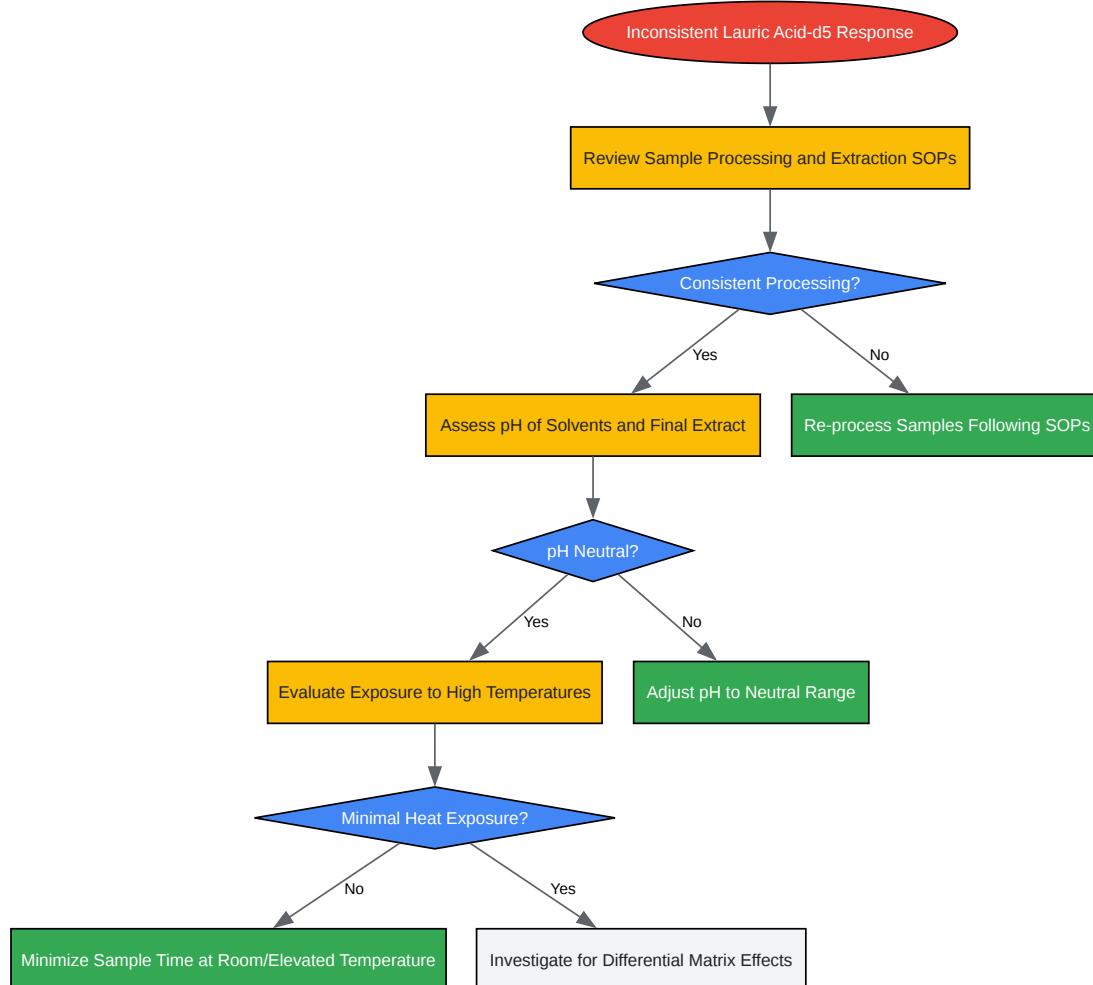 Inconsistent Lauric Acid-d5 Response
Review Sample Processing and Extraction SOPs
Consistent Processing?
Yes
No
Assess pH of Solvents and Final Extract
Re-process Samples Following SOPs
pH Neutral?
Yes
No
Evaluate Exposure to High Temperatures
Adjust pH to Neutral Range
Minimal Heat Exposure?
No
Yes
Minimize Sample Time at Room/Elevated Temperature
Investigate for Differential Matrix Effects